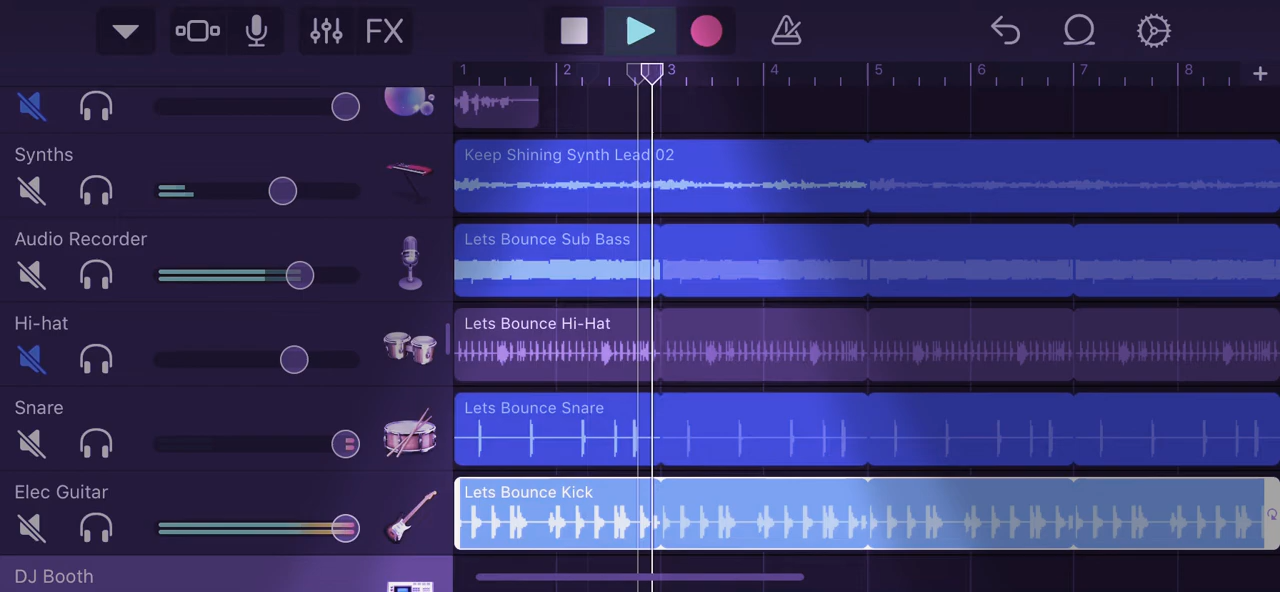 FX
1 2 3 4 5 6 7 8 +
Synths
Keep Shining Synth Lead 02
Audio Recorder
Lets Bounce Sub Bass
Hi-hat
Lets Bounce Hi-Hat
Snare
Lets Bounce Snare
Elec Guitar
Lets Bounce Kick
DJ Booth